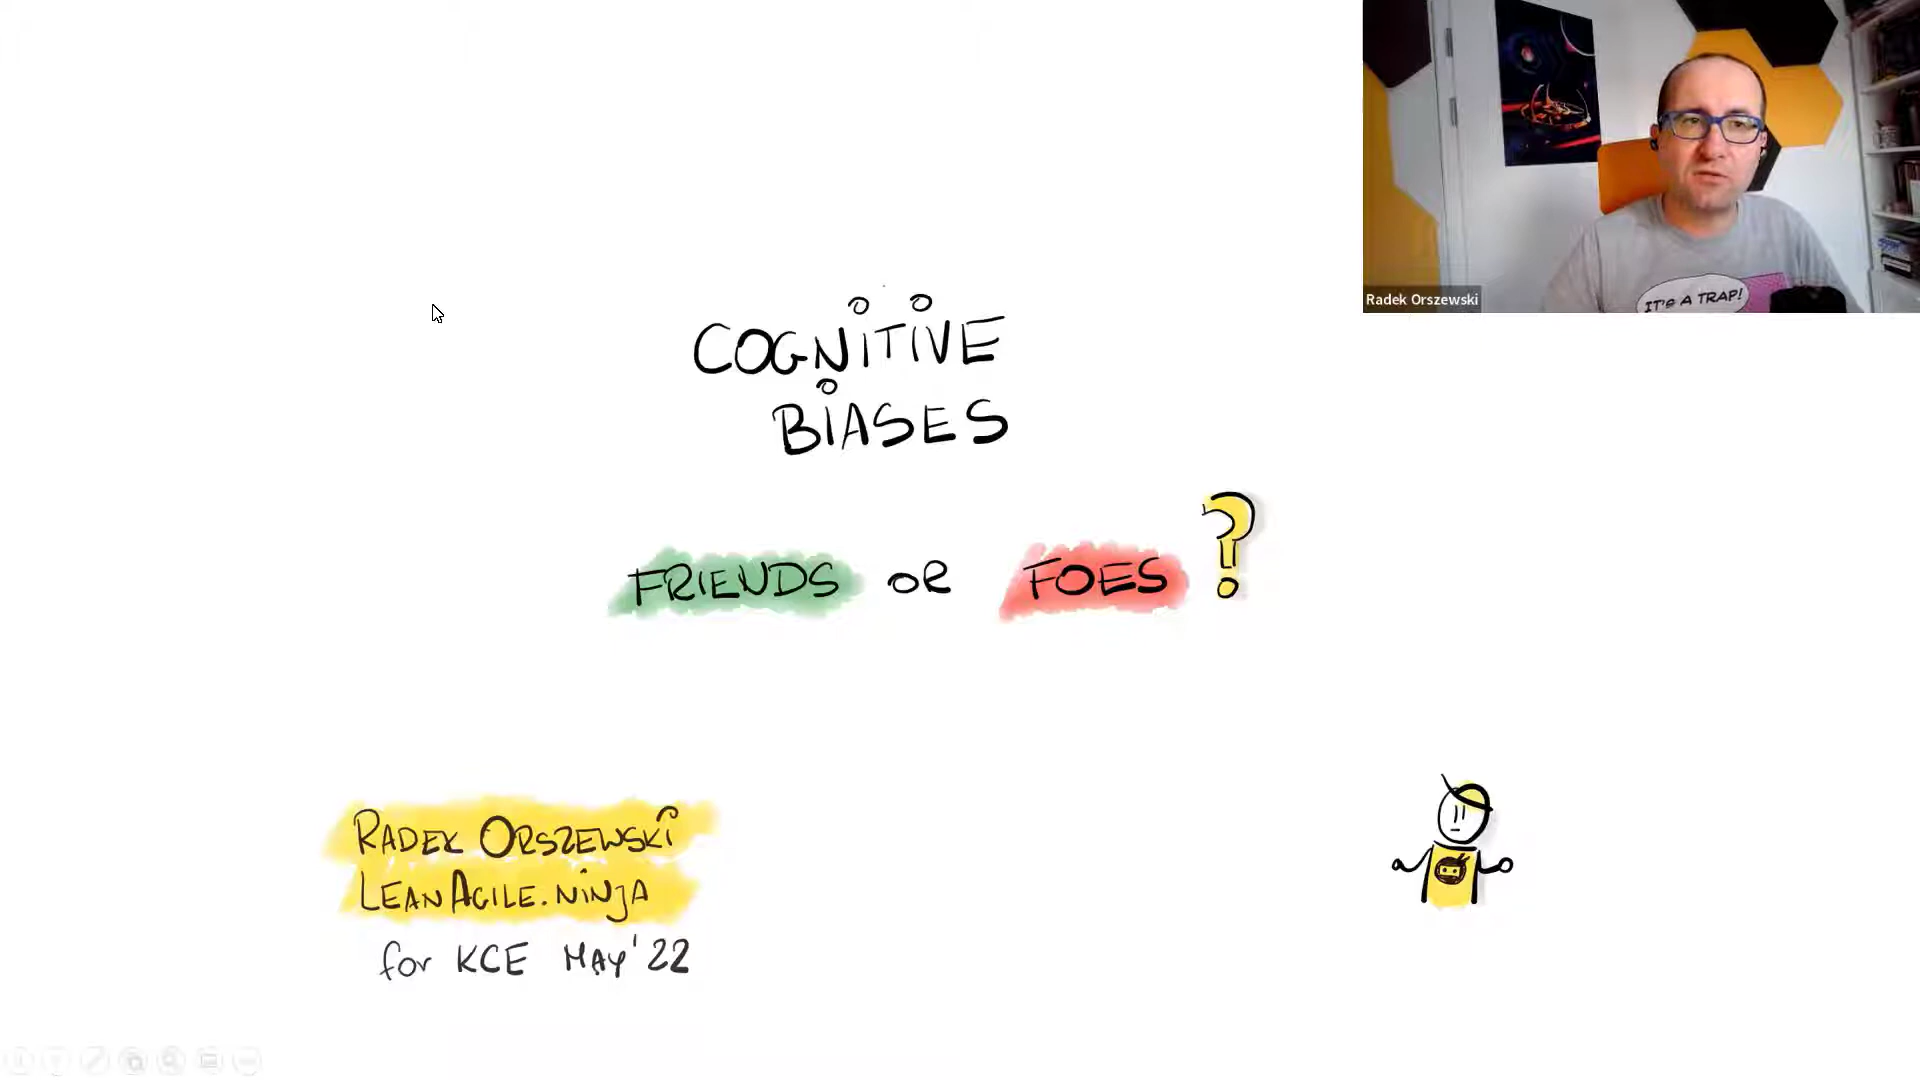 Radek Orszewski
IT'S A TRAP!
COGNITIVE
BIASES
FRIENDS OR FOES ?
RADEK ORSZEWSKI
LEANAGILE.NINJA
for KCE MAY'22